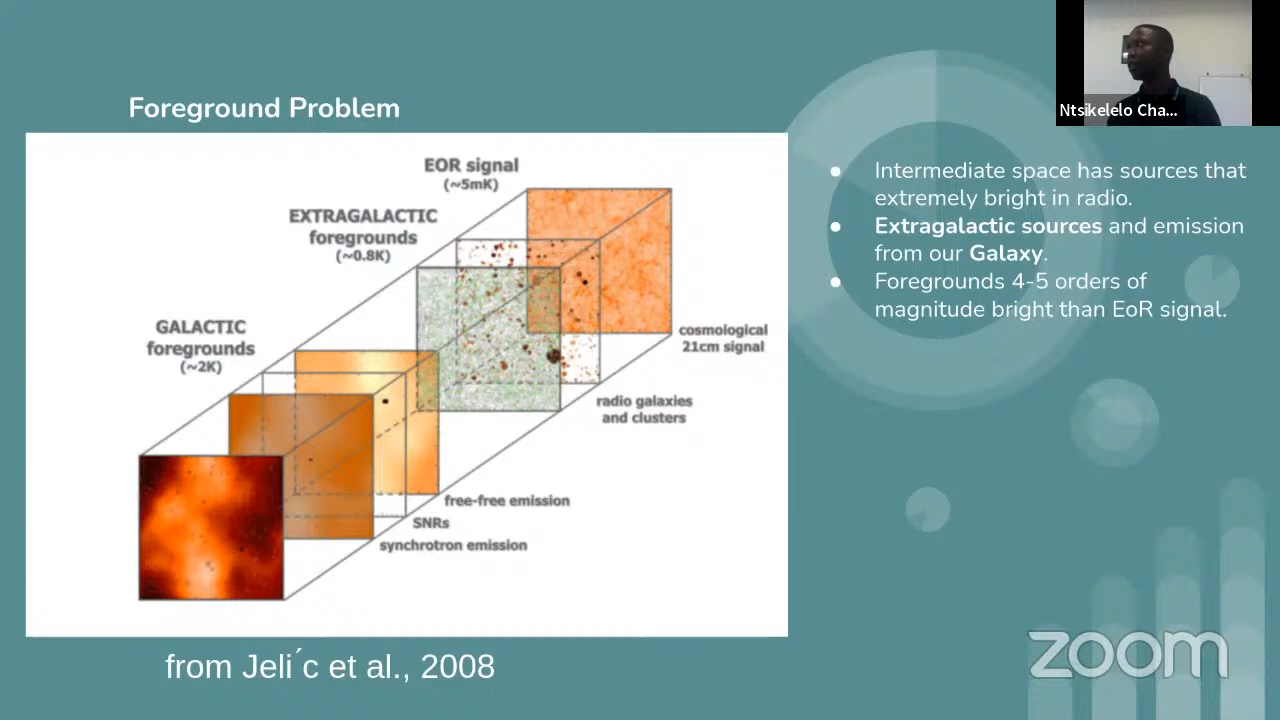 Foreground Problem
EOR signal
(~5mK)
EXTRAGALACTIC
foregrounds
(~0.8K)
GALACTIC
foregrounds
(~2K)
cosmological
21cm signal
radio galaxies
and clusters
free-free emission
SNRs
synchrotron emission
from Jeli ́c et al., 2008
● Intermediate space has sources that
extremely bright in radio.
● Extragalactic sources and emission
from our Galaxy.
● Foregrounds 4-5 orders of
magnitude bright than EoR signal.
Ntsikelelo Cha...
zoom